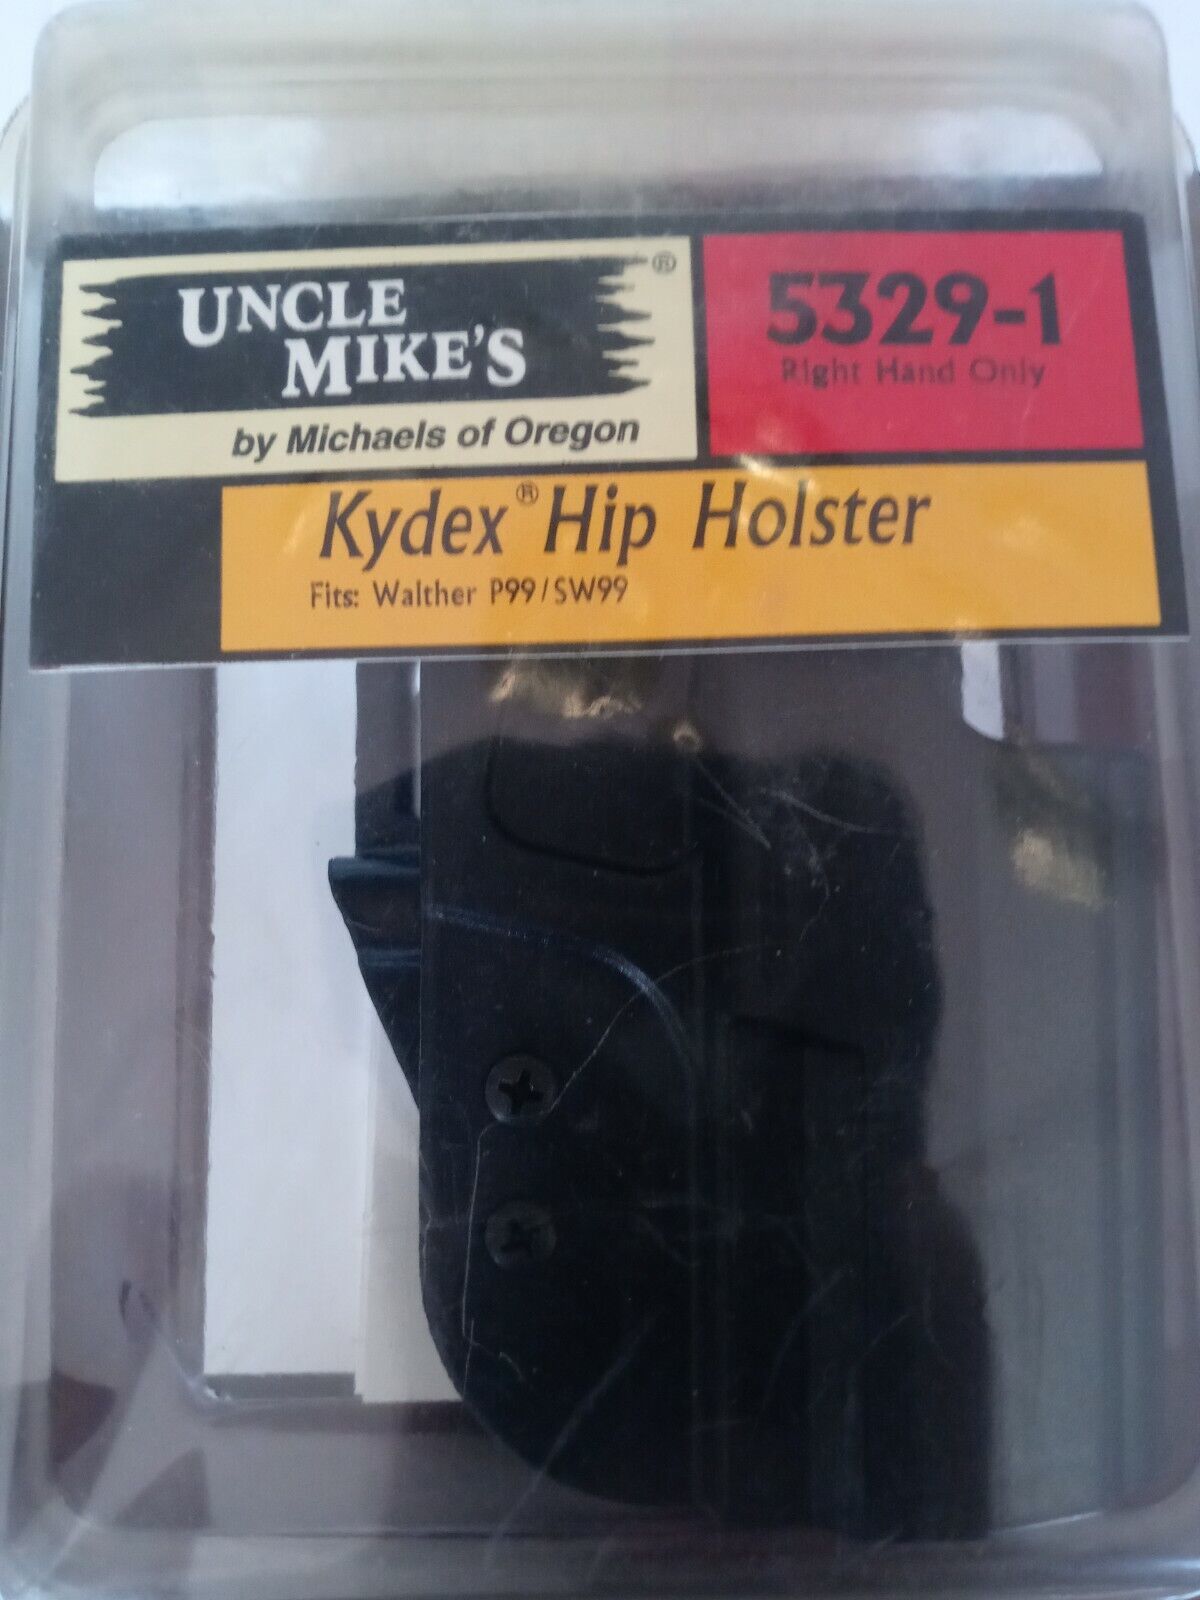 UNCLE
MIKE'S®
by Michaels of Oregon
5329-1
Right Hand Only
Kydex® Hip Holster
Fits: Walther P99/SW99